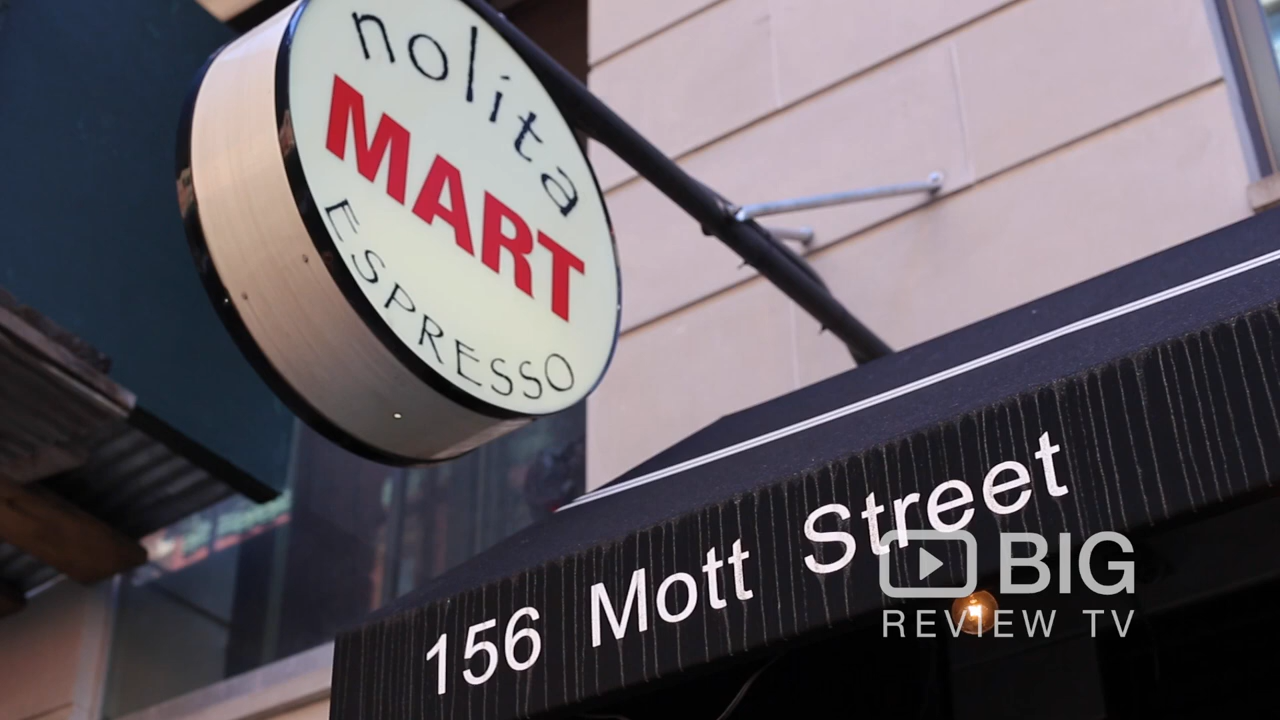 nolita
MART
ESPRESSO
156 Mott Street
BIG
REVIEW TV